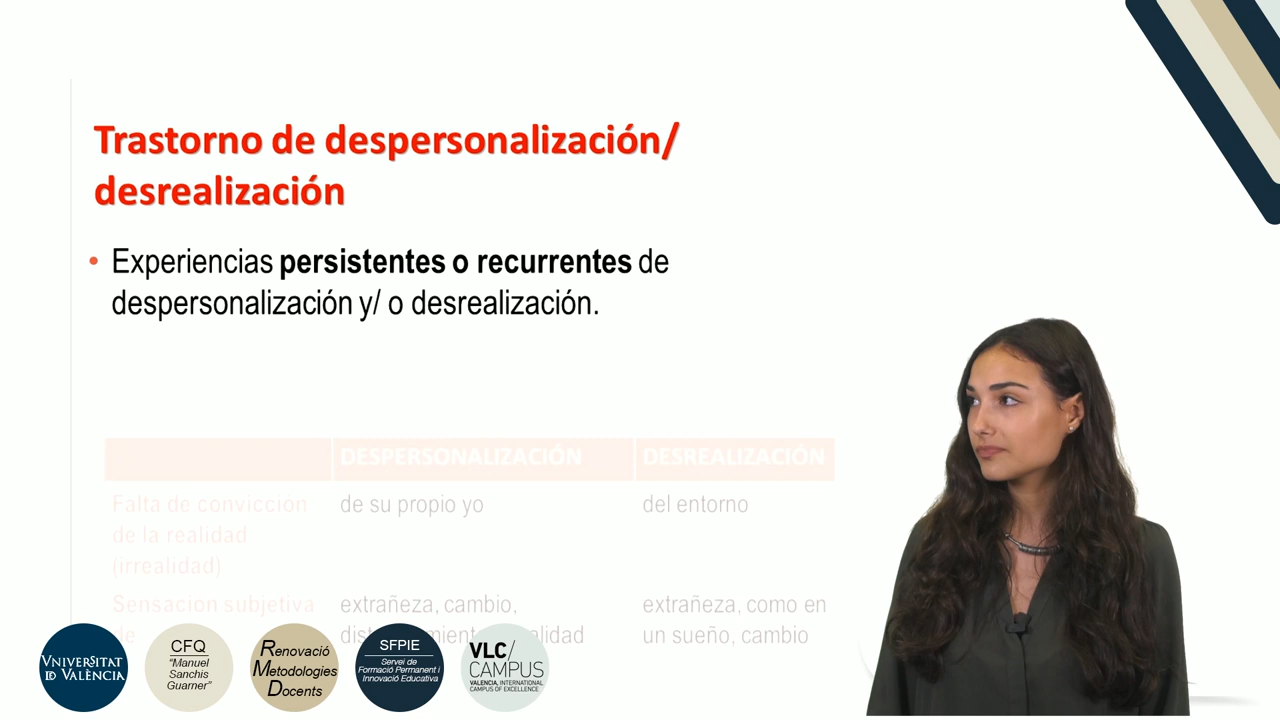 Trastorno de despersonalización/
desrealización
• Experiencias persistentes o recurrentes de
despersonalización y/ o desrealización.
DESPERSONALIZACIÓN DESREALIZACIÓN
Falta de convicción de su propio yo del entorno
de la realidad
(irrealidad)
Sensacion subjetiva extrañeza, cambio, extrañeza, como en
de un sueño, cambio
VNIVERSITAT
ID VALÈNCIA
CFQ
"Manuel
Sanchis
Guarner"
Renovació
Metodologies
Docents
SFPIE
Servei de
Formació Permanent i
Innovació Educativa
VLC/
CAMPUS
VALENCIA, INTERNATIONAL
CAMPUS OF EXCELLENCE